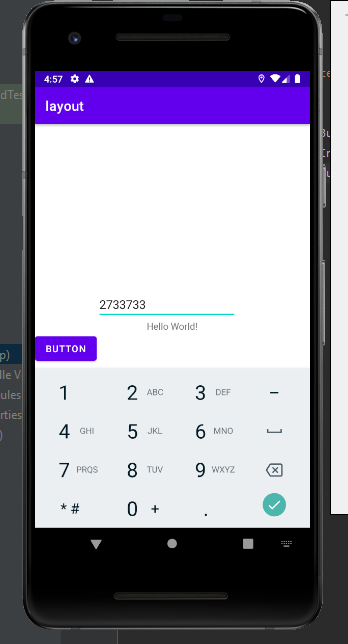 4:57
layout
2733733
Hello World!
BUTTON
1 2 ABC 3 DEF –
4 GHI 5 JKL 6 MNO
7 PRQS 8 TUV 9 WXYZ
* # 0 + .